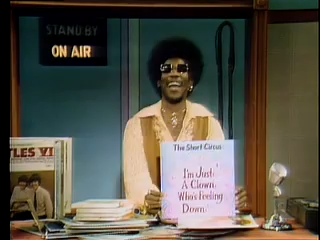 STAND BY
ON AIR
LES VI
The Short Circus
I'm Just
A Clown
Who's Feeling
Down.